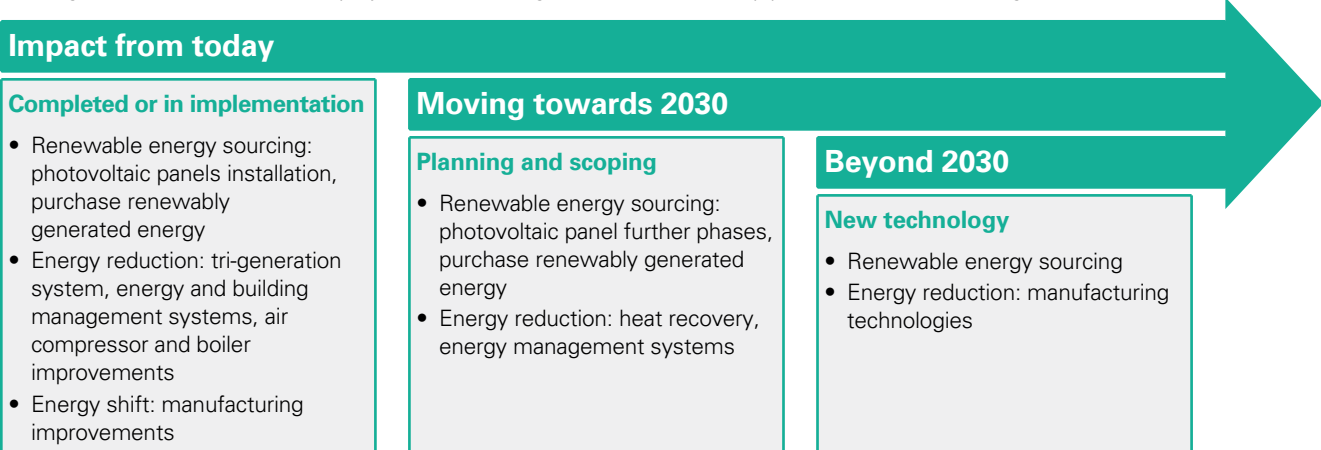 Impact from today
Completed or in implementation
• Renewable energy sourcing:
photovoltaic panels installation,
purchase renewably
generated energy
• Energy reduction: tri-generation
system, energy and building
management systems, air
compressor and boiler
improvements
• Energy shift: manufacturing
improvements
Moving towards 2030
Planning and scoping
• Renewable energy sourcing:
photovoltaic panel further phases,
purchase renewably generated
energy
• Energy reduction: heat recovery,
energy management systems
Beyond 2030
New technology
• Renewable energy sourcing
• Energy reduction: manufacturing
technologies